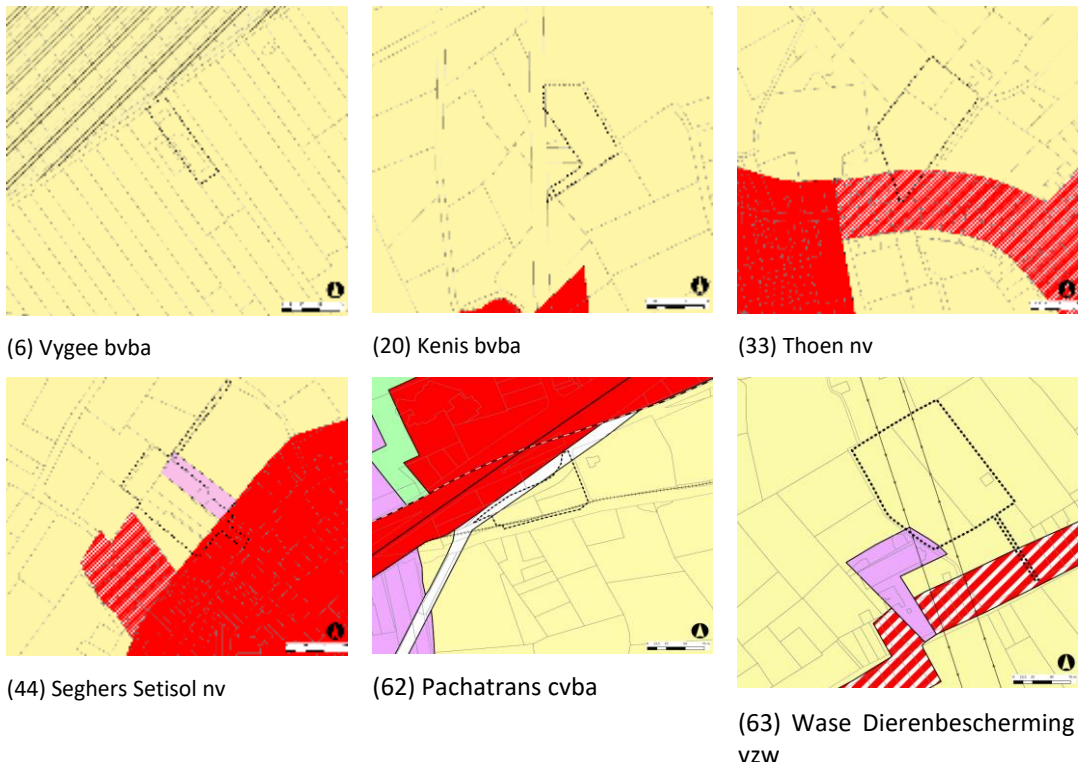 (6) Vygee bvba
(20) Kenis bvba
(33) Thoen nv
(44) Seghers Setisol nv
(62) Pachatrans cvba
(63) Wase Dierenbescherming
vzw